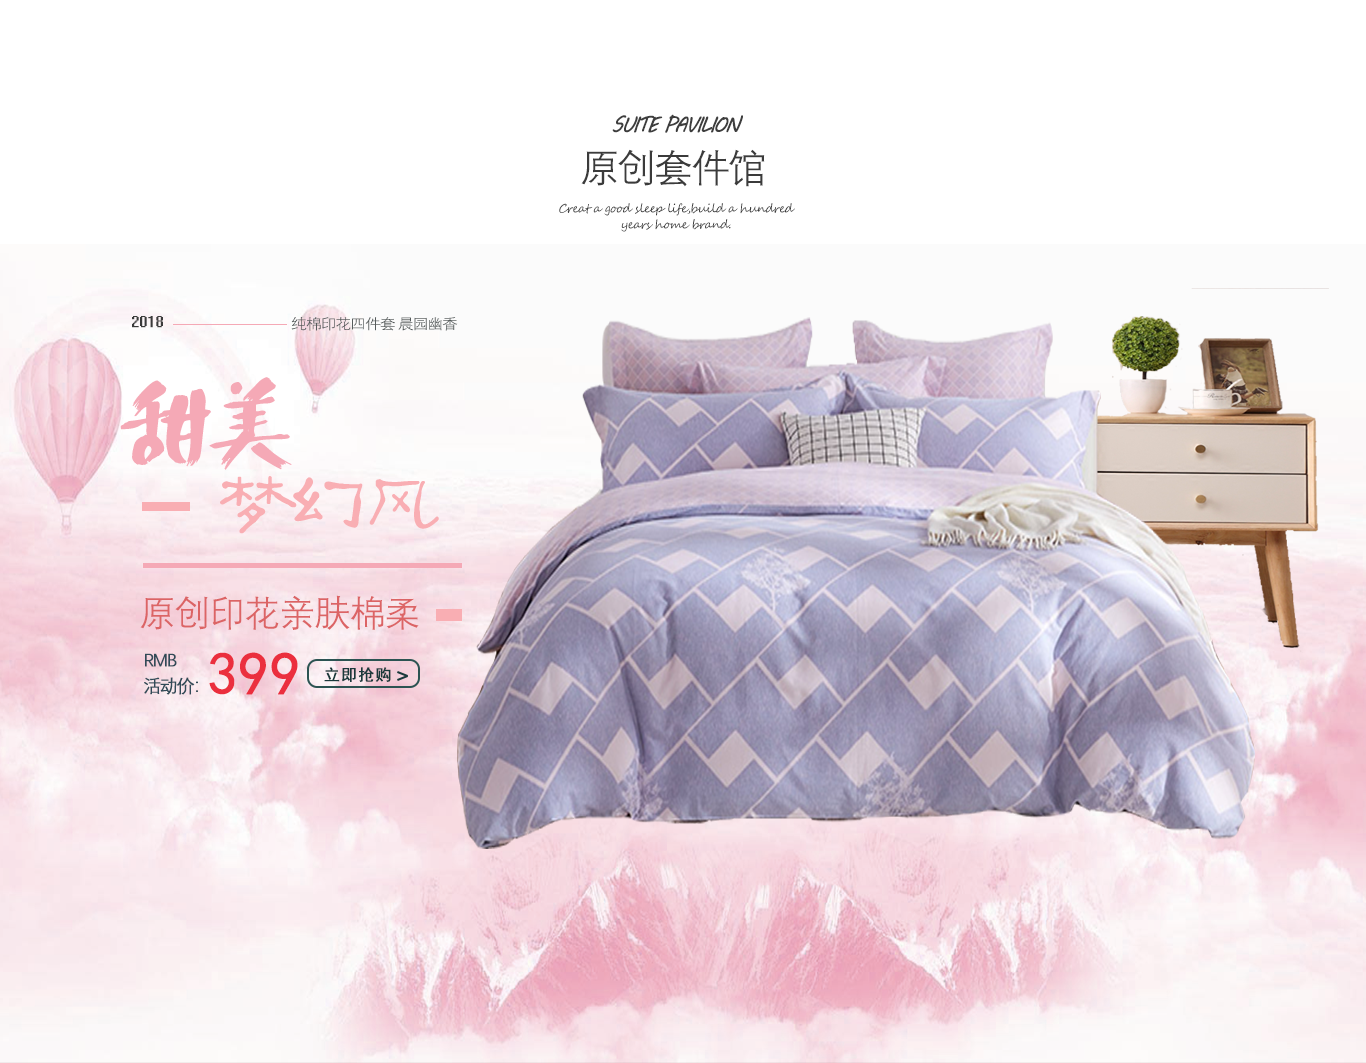 SUITE PAVILION
原创套件馆
Creat a good sleep life,build a hundred
years home brand.
2018 纯棉印花四件套 晨园幽香
甜美
梦幻风
原创印花亲肤棉柔
RMB
活动价: 399 立即抢购 >